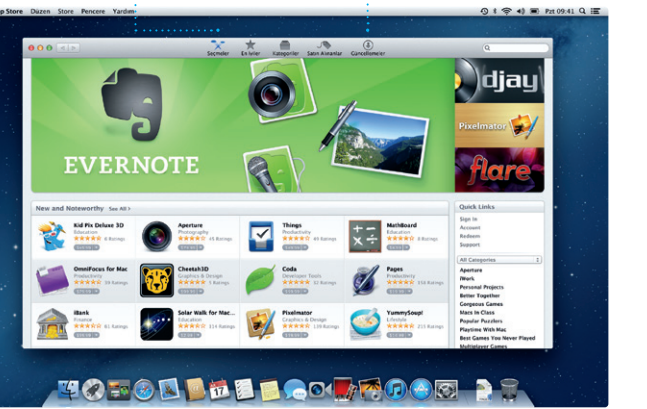 p Store Düzen Store Pencere Yardım
Pzt 09:41
Seçmeler En İyiler Kategoriler Satın Alınanlar Güncellemeler
EVERNOTE
djay
Pixelmator
flare
New and Noteworthy See All >
Kid Pix Deluxe 3D
Education
Aperture
Photography
Things
Productivity
MathBoard
Education
OmniFocus for Mac
Productivity
Cheetah3D
Graphics & Design
Coda
Developer Tools
Pages
Productivity
iBank
Finance
Solar Walk for Mac...
Education
Pixelmator
Graphics & Design
YummySoup!
Lifestyle
Quick Links
Sign In
Account
Redeem
Support
All Categories
Aperture
iWork
Personal Projects
Better Together
Gorgeous Games
Macs In Class
Popular Puzzlers
Playtime With Mac
Best Games You Never Played
Multiplayer Games
17